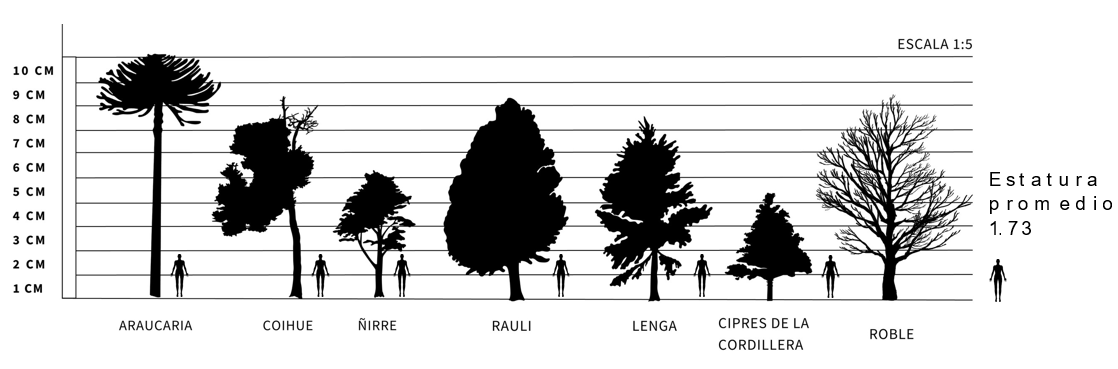 ESCALA 1:5
10 CM
9 CM
8 CM
7 CM
6 CM
5 CM
4 CM
3 CM
2 CM
1 CM
Estatura
promedio
1.73
ARAUCARIA
COIHUE
ÑIRRE
RAULI
LENGA
CIPRES DE LA
CORDILLERA
ROBLE